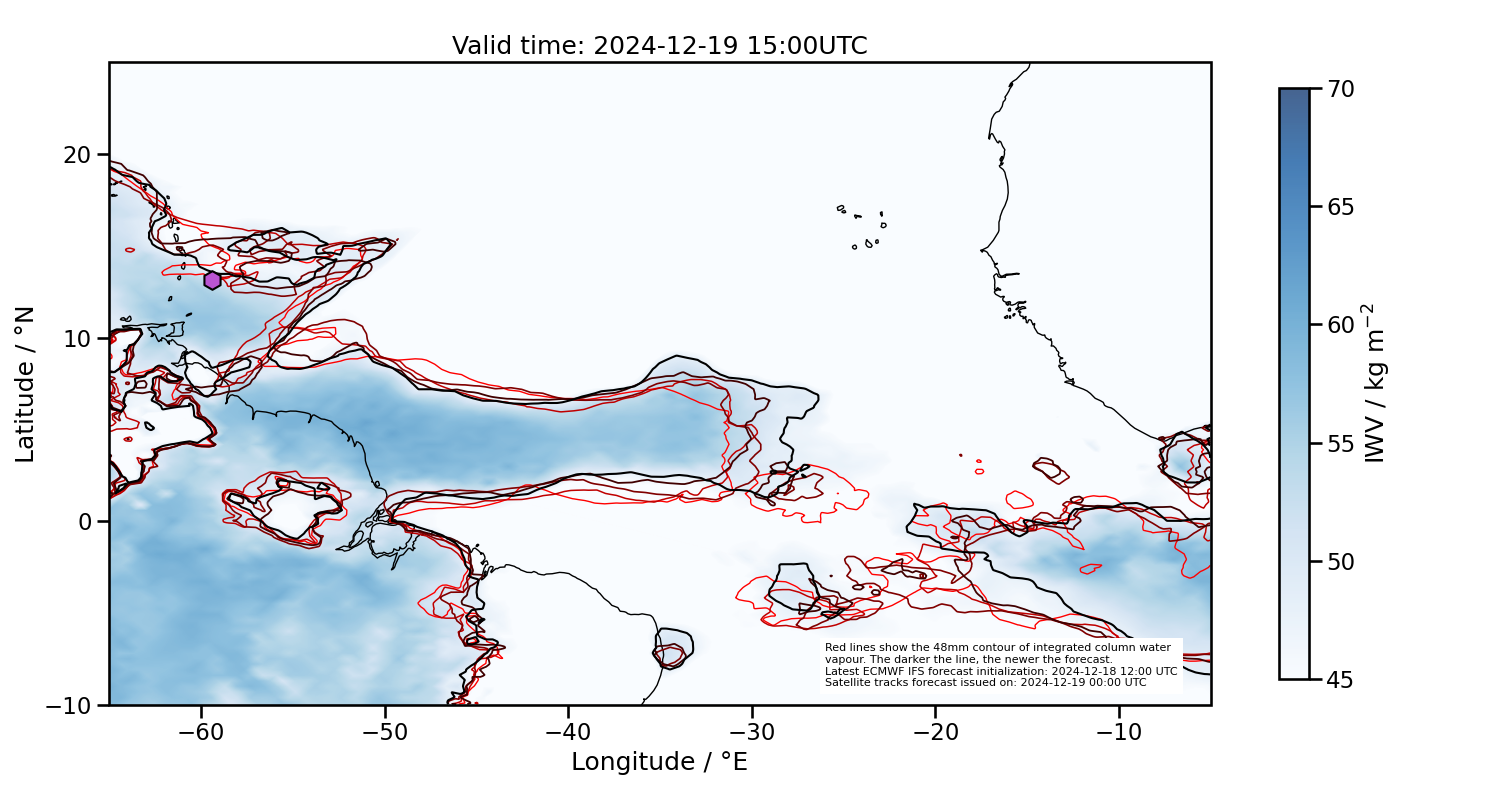 Valid time: 2024-12-19 15:00UTC
20
10
0
−10
Latitude / °N
−60
−50
−40
−30
−20
−10
Longitude / °E
Red lines show the 48mm contour of integrated column water
vapour. The darker the line, the newer the forecast.
Latest ECMWF IFS forecast initialization: 2024-12-18 12:00 UTC
Satellite tracks forecast issued on: 2024-12-19 00:00 UTC
70
65
60
55
50
45
IWV / kg m⁻²